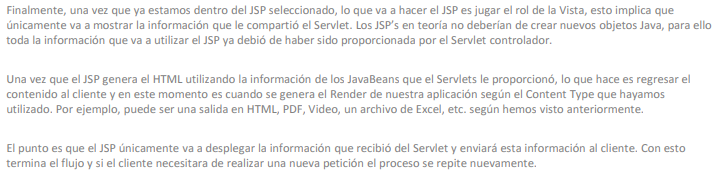 Finalmente, una vez que ya estamos dentro del JSP seleccionado, lo que va a hacer el JSP es jugar el rol de la Vista, esto implica que
únicamente va a mostrar la información que le compartió el Servlet. Los JSP’s en teoría no deberían de crear nuevos objetos Java, para ello
toda la información que va a utilizar el JSP ya debió de haber sido proporcionada por el Servlet controlador.
Una vez que el JSP genera el HTML utilizando la información de los JavaBeans que el Servlets le proporcionó, lo que hace es regresar el
contenido al cliente y en este momento es cuando se genera el Render de nuestra aplicación según el Content Type que hayamos
utilizado. Por ejemplo, puede ser una salida en HTML, PDF, Video, un archivo de Excel, etc. según hemos visto anteriormente.
El punto es que el JSP únicamente va a desplegar la información que recibió del Servlet y enviará esta información al cliente. Con esto
termina el flujo y si el cliente necesitara de realizar una nueva petición el proceso se repite nuevamente.